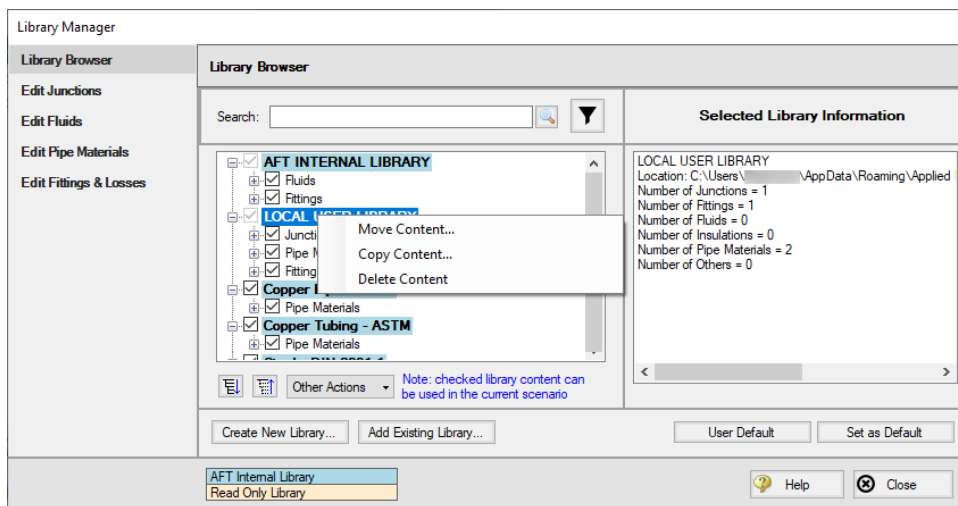 Library Manager
Library Browser
Edit Junctions
Edit Fluids
Edit Pipe Materials
Edit Fittings & Losses
Library Browser
Search:
AFT INTERNAL LIBRARY
Fluids
Fittings
LOCAL USER LIBRARY
Pipe
Copper
Pipe Materials
Copper Tubing - ASTM
Pipe Materials
Move Content...
Copy Content...
Delete Content
Other Actions
Note: checked library content can
be used in the current scenario
Selected Library Information
LOCAL USER LIBRARY
Location: C:\Users\ \AppData\Roaming\Applied
Number of Junctions = 1
Number of Fittings = 1
Number of Fluids = 0
Number of Insulations = 0
Number of Pipe Materials = 2
Number of Others = 0
Create New Library...
Add Existing Library...
User Default
Set as Default
AFT Internal Library
Read Only Library
Help
Close